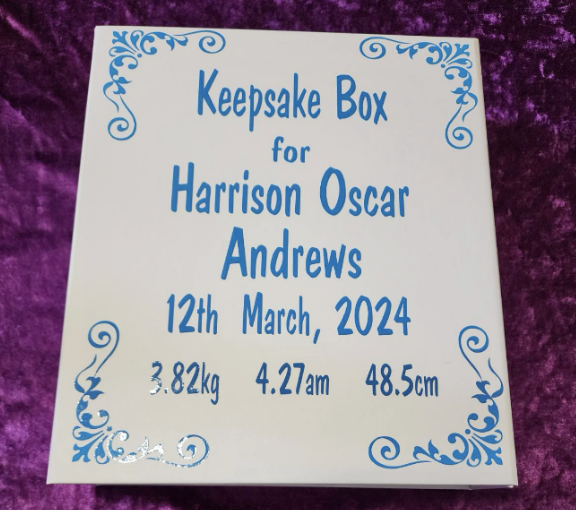 Keepsake Box
for
Harrison Oscar
Andrews
12th March, 2024
3.82kg 4.27am 48.5cm